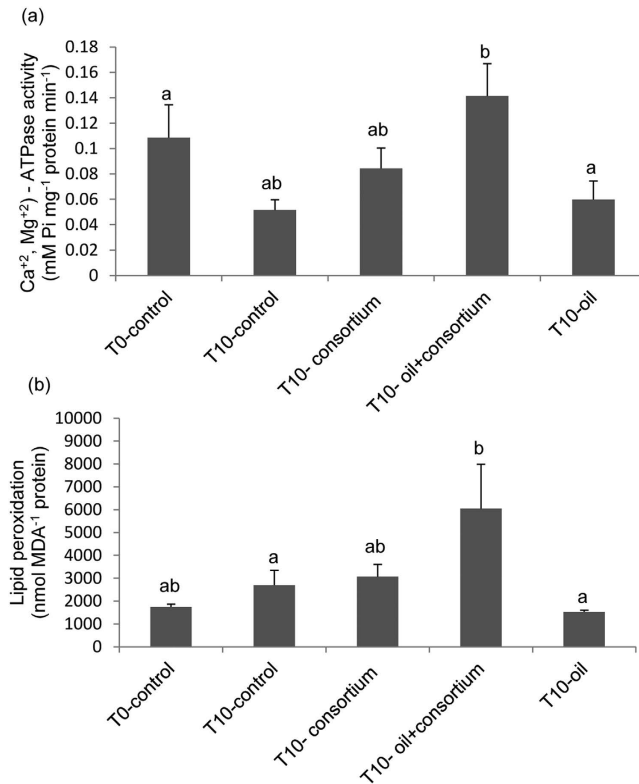 (a)
Ca⁺², Mg⁺²) - ATPase activity
(mM Pi mg⁻¹ protein min⁻¹)
0.18
0.16
0.14
0.12
0.1
0.08
0.06
0.04
0.02
0
a
ab
ab
b
a
T0-control
T10-control
T10- consortium
T10- oil+consortium
T10-oil
(b)
Lipid peroxidation
(nmol MDA⁻¹ protein)
10000
9000
8000
7000
6000
5000
4000
3000
2000
1000
0
ab
a
ab
b
a
T0-control
T10-control
T10- consortium
T10- oil+consortium
T10-oil